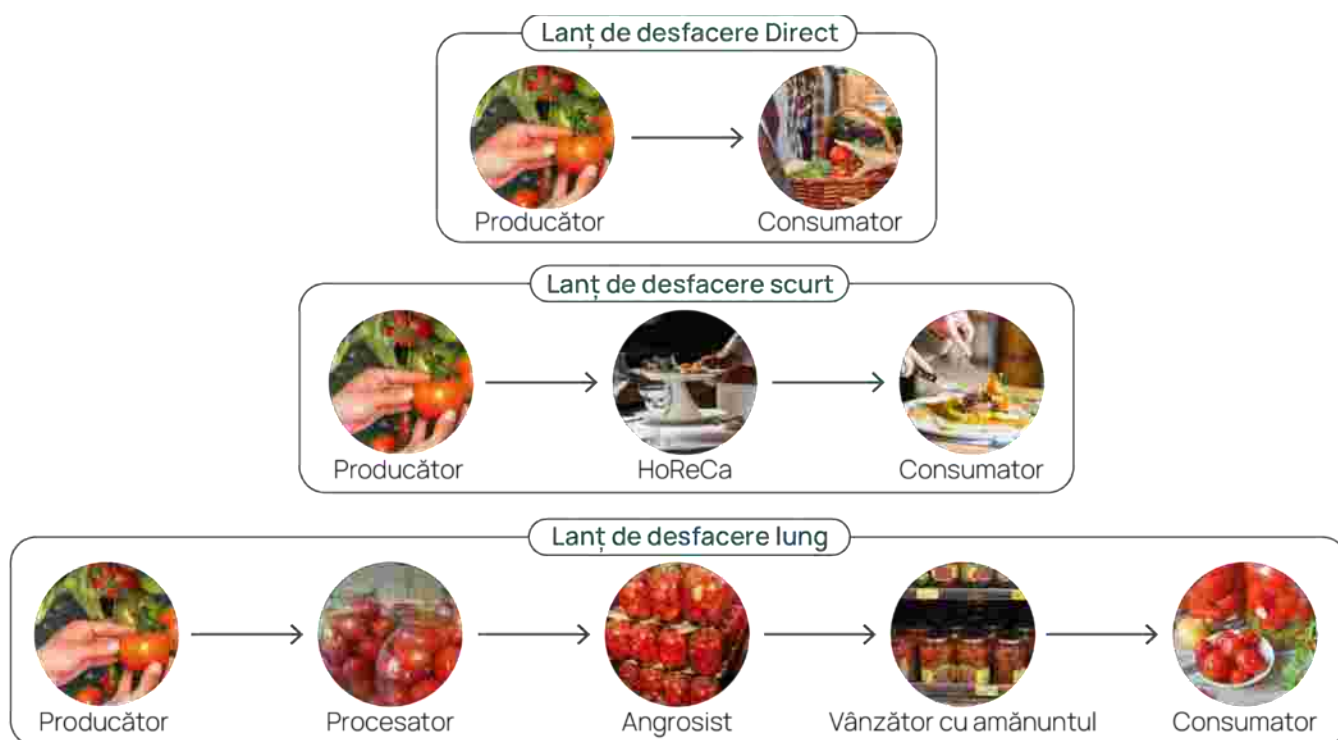 Lanț de desfacere Direct
Producător
Consumator
Lanț de desfacere scurt
Producător
HoReCa
Consumator
Lanț de desfacere lung
Producător
Procesator
Angrosist
Vânzător cu amănuntul
Consumator